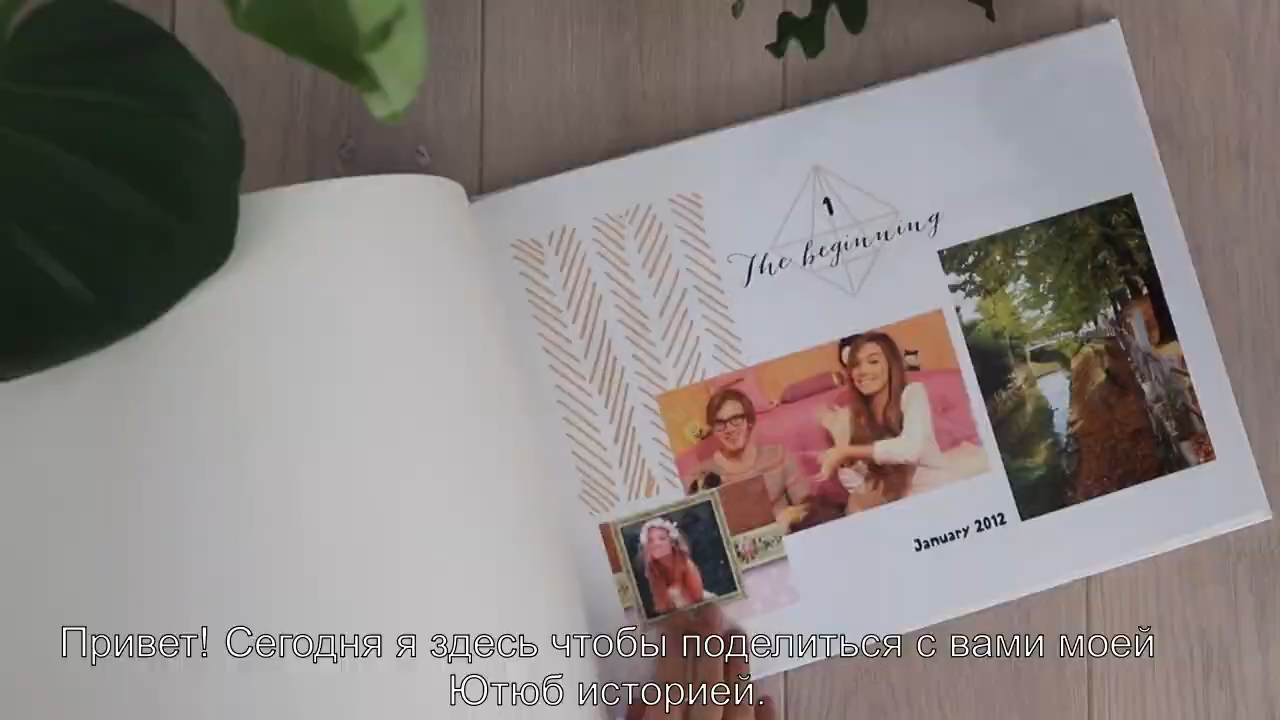 1
The beginning
January 2012
Привет! Сегодня я здесь чтобы поделиться с вами моей
Ютюб историей.